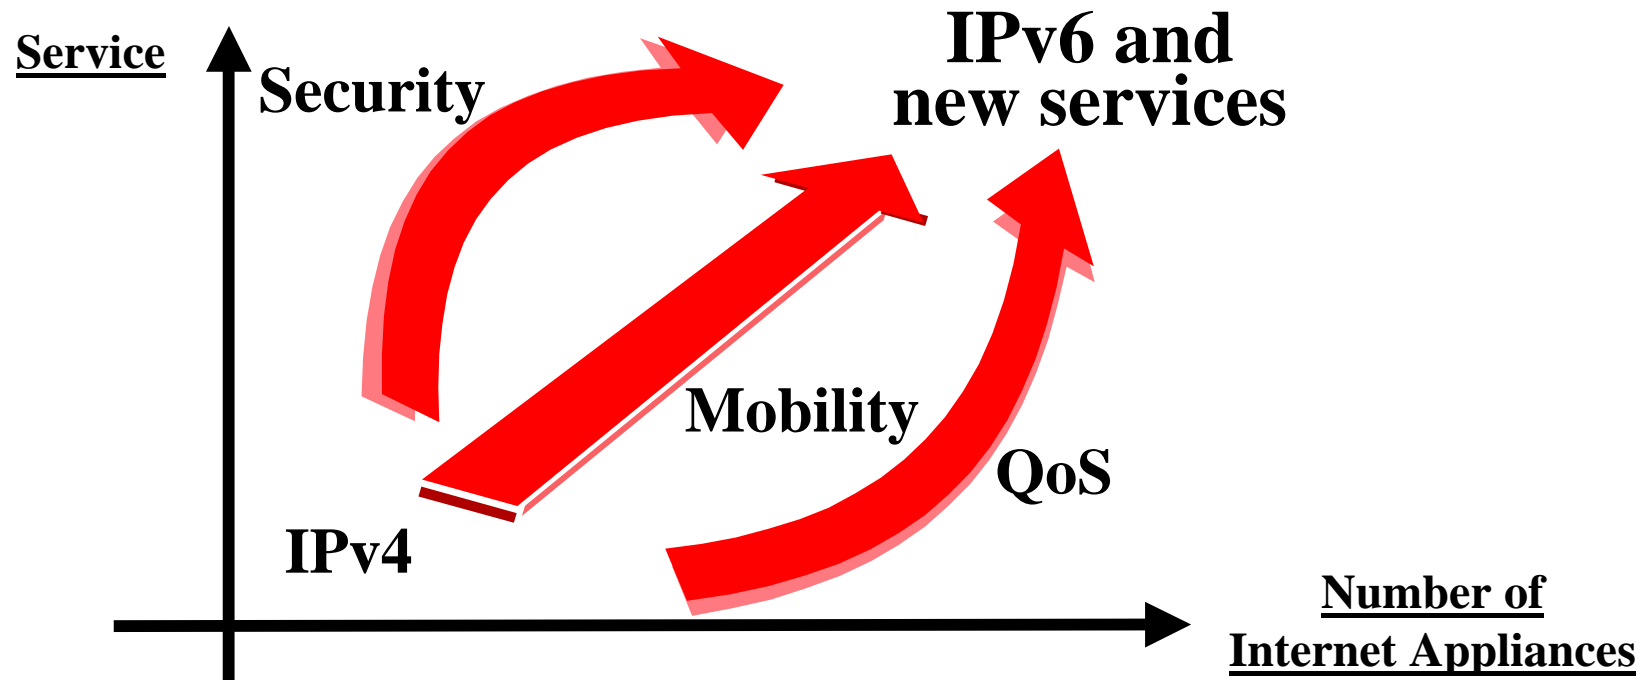 Service
Security
IPv6 and
new services
Mobility
QoS
IPv4
Number of
Internet Appliances